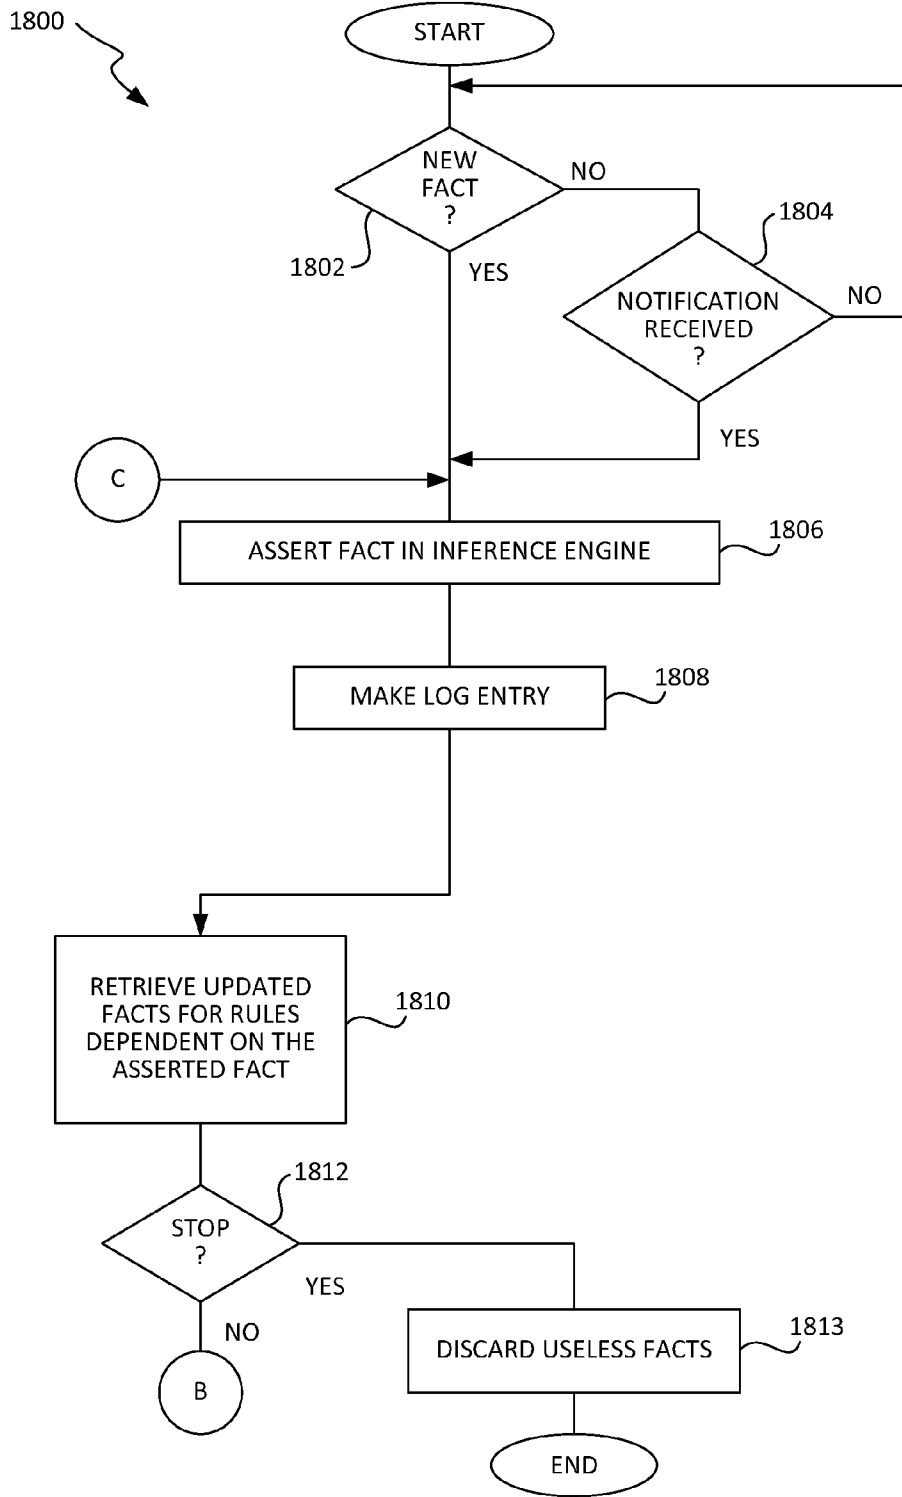 1800
START
NEW
FACT
?
NO
1802
YES
1804
NOTIFICATION
RECEIVED
?
NO
YES
C
ASSERT FACT IN INFERENCE ENGINE
1806
MAKE LOG ENTRY
1808
RETRIEVE UPDATED
FACTS FOR RULES
DEPENDENT ON THE
ASSERTED FACT
1810
STOP
?
1812
YES
NO
B
DISCARD USELESS FACTS
1813
END